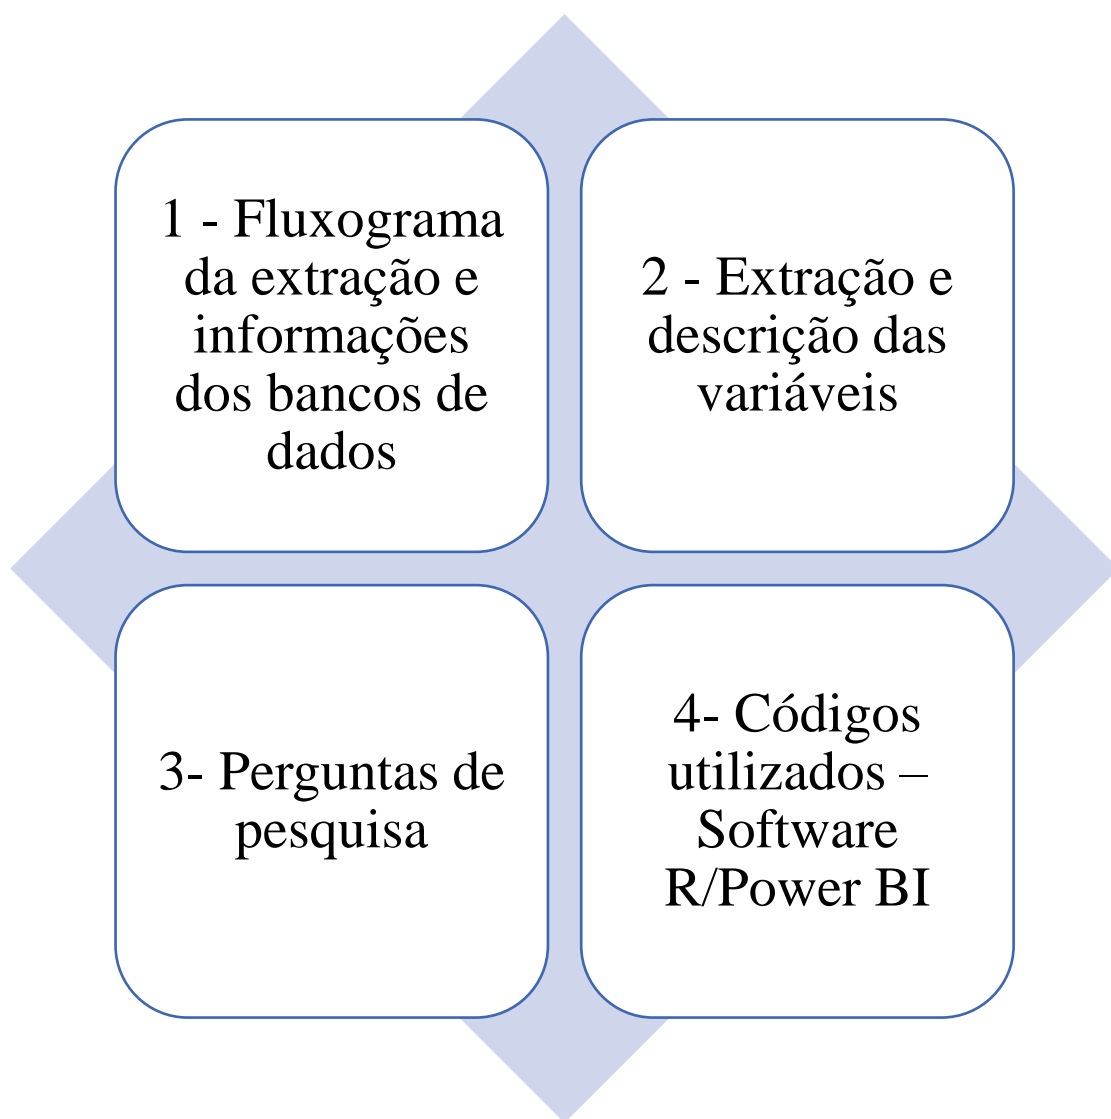 1 - Fluxograma
da extração e
informações
dos bancos de
dados
2 - Extração e
descrição das
variáveis
3- Perguntas de
pesquisa
4- Códigos
utilizados –
Software
R/Power BI